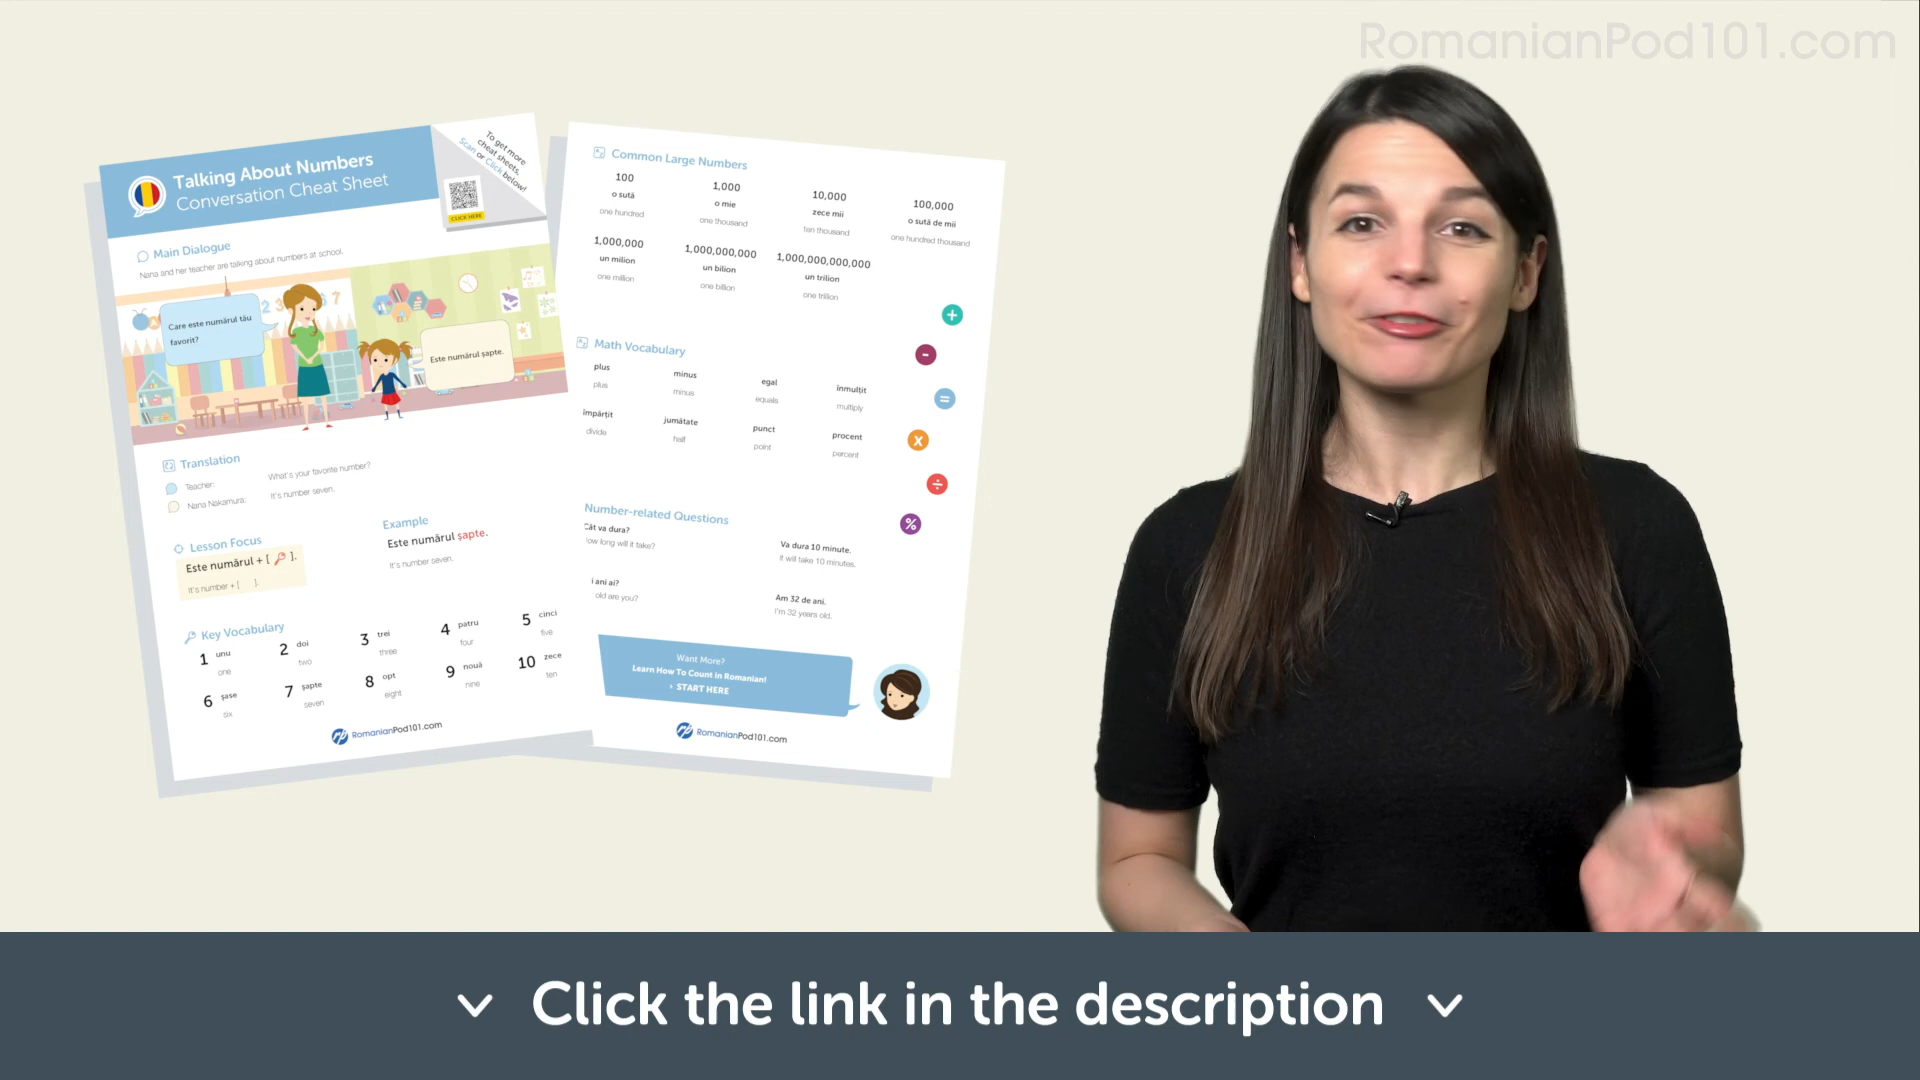 RomanianPod101.com
Talking About Numbers
Conversation Cheat Sheet
To get more
cheat sheets,
Scan or Click below!
CLICK HERE
Main Dialogue
Nana and her teacher are talking about numbers at school.
Care este numărul tău
favorit?
Este numărul șapte.
Translation
Teacher: What's your favorite number?
Nana Nakamura: It's number seven.
Lesson Focus
Este numărul + [ ].
It's number + [ ].
Example
Este numărul șapte.
It's number seven.
Key Vocabulary
1 unu
one
2 doi
two
3 trei
three
4 patru
four
5 cinci
five
6 șase
six
7 șapte
seven
8 opt
eight
9 nouă
nine
10 zece
ten
RomanianPod101.com
Common Large Numbers
100
o sută
one hundred
1,000
o mie
one thousand
10,000
zece mii
ten thousand
100,000
o sută de mii
one hundred thousand
1,000,000
un milion
one million
1,000,000,000
un bilion
one billion
1,000,000,000,000
un trilion
one trillion
Math Vocabulary
plus
plus
minus
minus
egal
equals
înmulțit
multiply
împărțit
divide
jumătate
half
punct
point
procent
percent
+
-
=
x
÷
%
Number-related Questions
Cât va dura?
ow long will it take?
Va dura 10 minute.
It will take 10 minutes.
i ani ai?
old are you?
Am 32 de ani.
I'm 32 years old.
Want More?
Learn How To Count in Romanian!
› START HERE
RomanianPod101.com
Click the link in the description